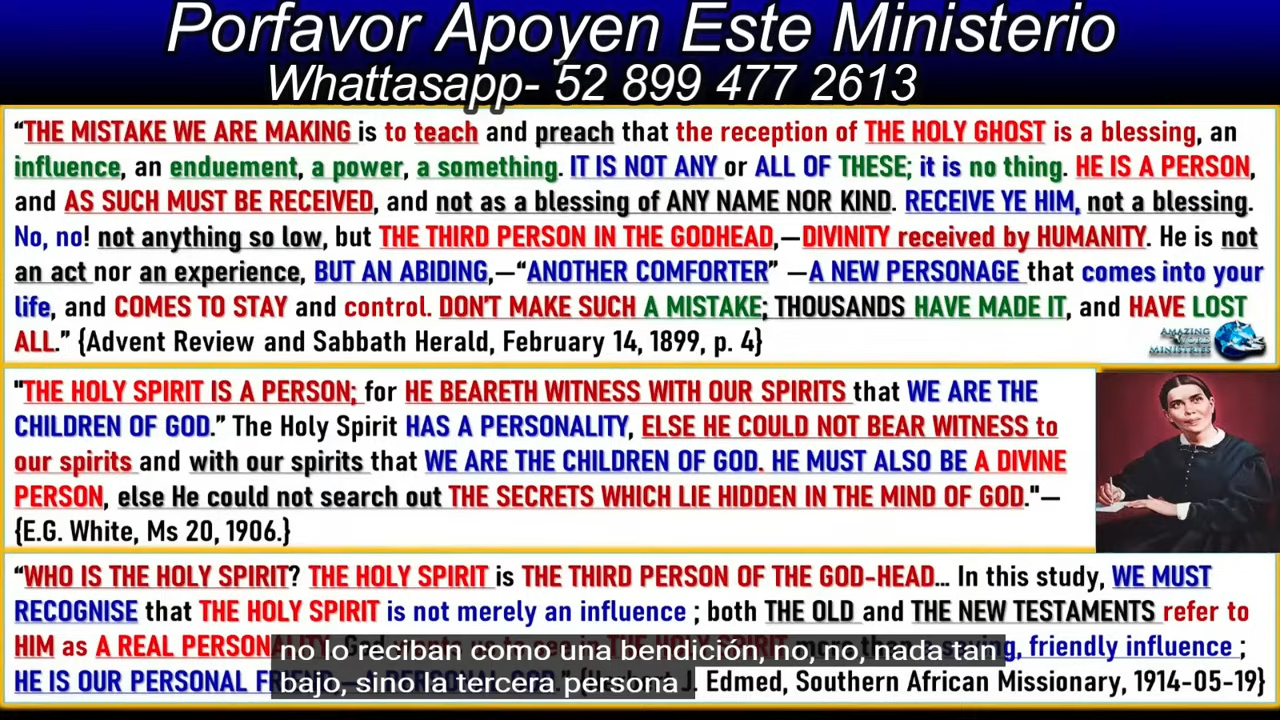 Porfavor Apoyen Este Ministerio
Whattasapp- 52 899 477 2613
“THE MISTAKE WE ARE MAKING is to teach and preach that the reception of THE HOLY GHOST is a blessing, an
influence, an enduement, a power, a something. IT IS NOT ANY or ALL OF THESE; it is no thing. HE IS A PERSON,
and AS SUCH MUST BE RECEIVED, and not as a blessing of ANY NAME NOR KIND. RECEIVE YE HIM, not a blessing.
No, no! not anything so low, but THE THIRD PERSON IN THE GODHEAD,—DIVINITY received by HUMANITY. He is not
an act nor an experience, BUT AN ABIDING,—“ANOTHER COMFORTER” —A NEW PERSONAGE that comes into your
life, and COMES TO STAY and control. DON'T MAKE SUCH A MISTAKE; THOUSANDS HAVE MADE IT, and HAVE LOST
ALL.” {Advent Review and Sabbath Herald, February 14, 1899, p. 4}
AMAZING
WORD
MINISTRIES
"THE HOLY SPIRIT IS A PERSON; for HE BEARETH WITNESS WITH OUR SPIRITS that WE ARE THE
CHILDREN OF GOD.” The Holy Spirit HAS A PERSONALITY, ELSE HE COULD NOT BEAR WITNESS to
our spirits and with our spirits that WE ARE THE CHILDREN OF GOD. HE MUST ALSO BE A DIVINE
PERSON, else He could not search out THE SECRETS WHICH LIE HIDDEN IN THE MIND OF GOD."—
{E.G. White, Ms 20, 1906.}
“WHO IS THE HOLY SPIRIT? THE HOLY SPIRIT is THE THIRD PERSON OF THE GOD-HEAD... In this study, WE MUST
RECOGNISE that THE HOLY SPIRIT is not merely an influence ; both THE OLD and THE NEW TESTAMENTS refer to
HIM as A REAL PERSONALITY. friendly influence ;
HE IS OUR PERSONAL J. Edmed, Southern African Missionary, 1914-05-19}
no lo reciban como una bendición, no, no, nada tan
bajo, sino la tercera persona